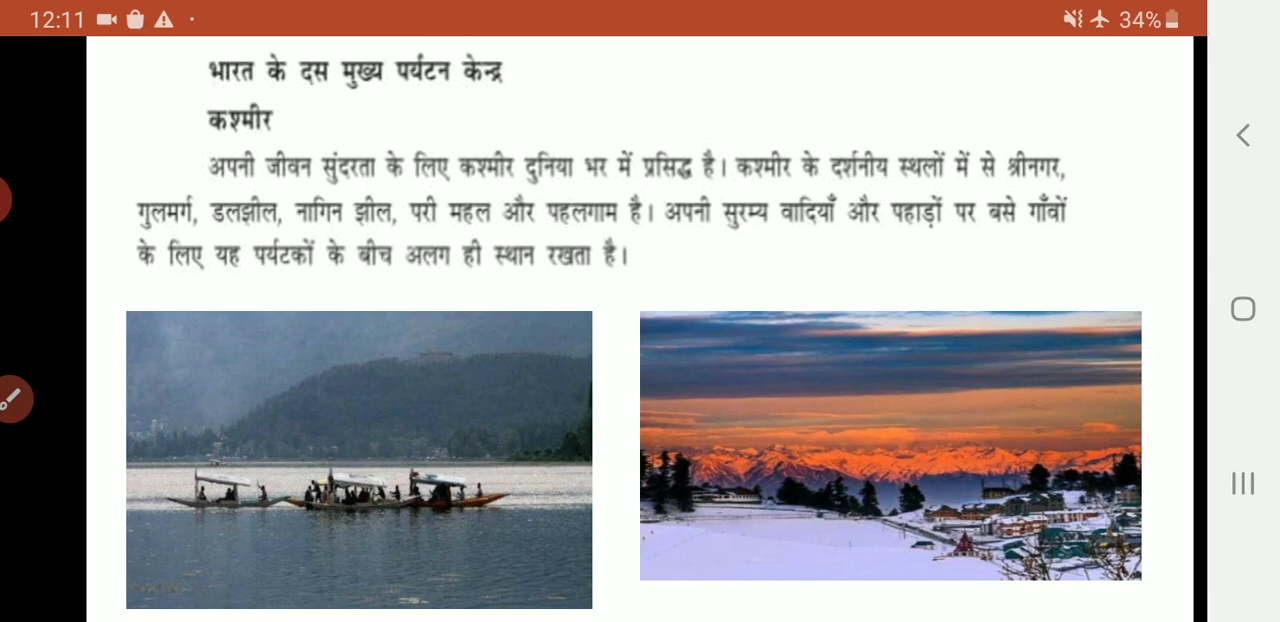 12:11
34%
भारत के दस मुख्य पर्यटन केन्द्र
कश्मीर
अपनी जीवन सुंदरता के लिए कश्मीर दुनिया भर में प्रसिद्ध है। कश्मीर के दर्शनीय स्थलों में से श्रीनगर,
गुलमर्ग, डलझील, नागिन झील, परी महल और पहलगाम है। अपनी सुरम्य वादियाँ और पहाड़ों पर बसे गाँवों
के लिए यह पर्यटकों के बीच अलग ही स्थान रखता है।